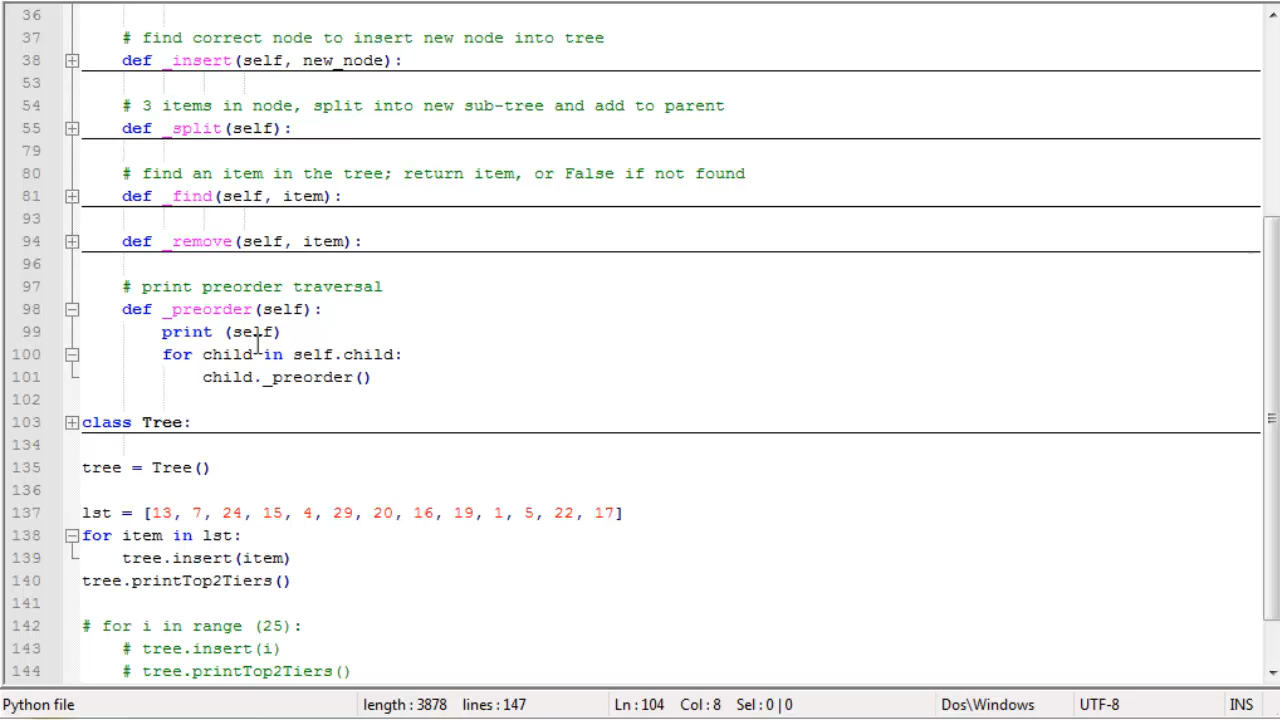 36
37 # find correct node to insert new node into tree
38 def _insert(self, new_node):
53
54 # 3 items in node, split into new sub-tree and add to parent
55 def _split(self):
79
80 # find an item in the tree; return item, or False if not found
81 def _find(self, item):
93
94 def _remove(self, item):
96
97 # print preorder traversal
98 def _preorder(self):
99 print (self)
100 for child in self.child:
101 child._preorder()
102
103 class Tree:
134
135 tree = Tree()
136
137 lst = [13, 7, 24, 15, 4, 29, 20, 16, 19, 1, 5, 22, 17]
138 for item in lst:
139 tree.insert(item)
140 tree.printTop2Tiers()
141
142 # for i in range (25):
143 # tree.insert(i)
144 # tree.printTop2Tiers()
Python file length : 3878 lines : 147 Ln : 104 Col : 8 Sel : 0 | 0 Dos\Windows UTF-8 INS